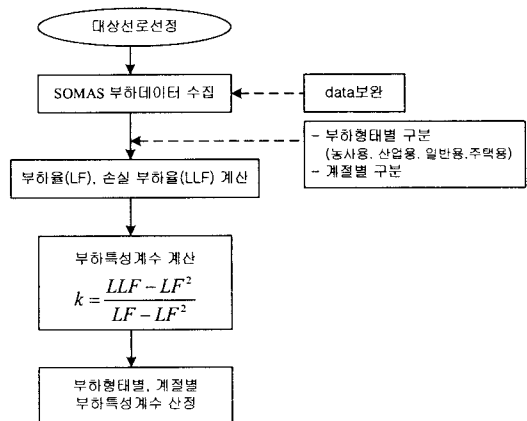 대상선로선정
SOMAS 부하데이터 수집
data보완
- 부하형태별 구분
(농사용, 산업용, 일반용,주택용)
- 계절별 구분
부하율(LF), 손실 부하율(LLF) 계산
부하특성계수 계산
k = (LLF - LF²) / (LF - LF²)
부하형태별, 계절별
부하특성계수 산정